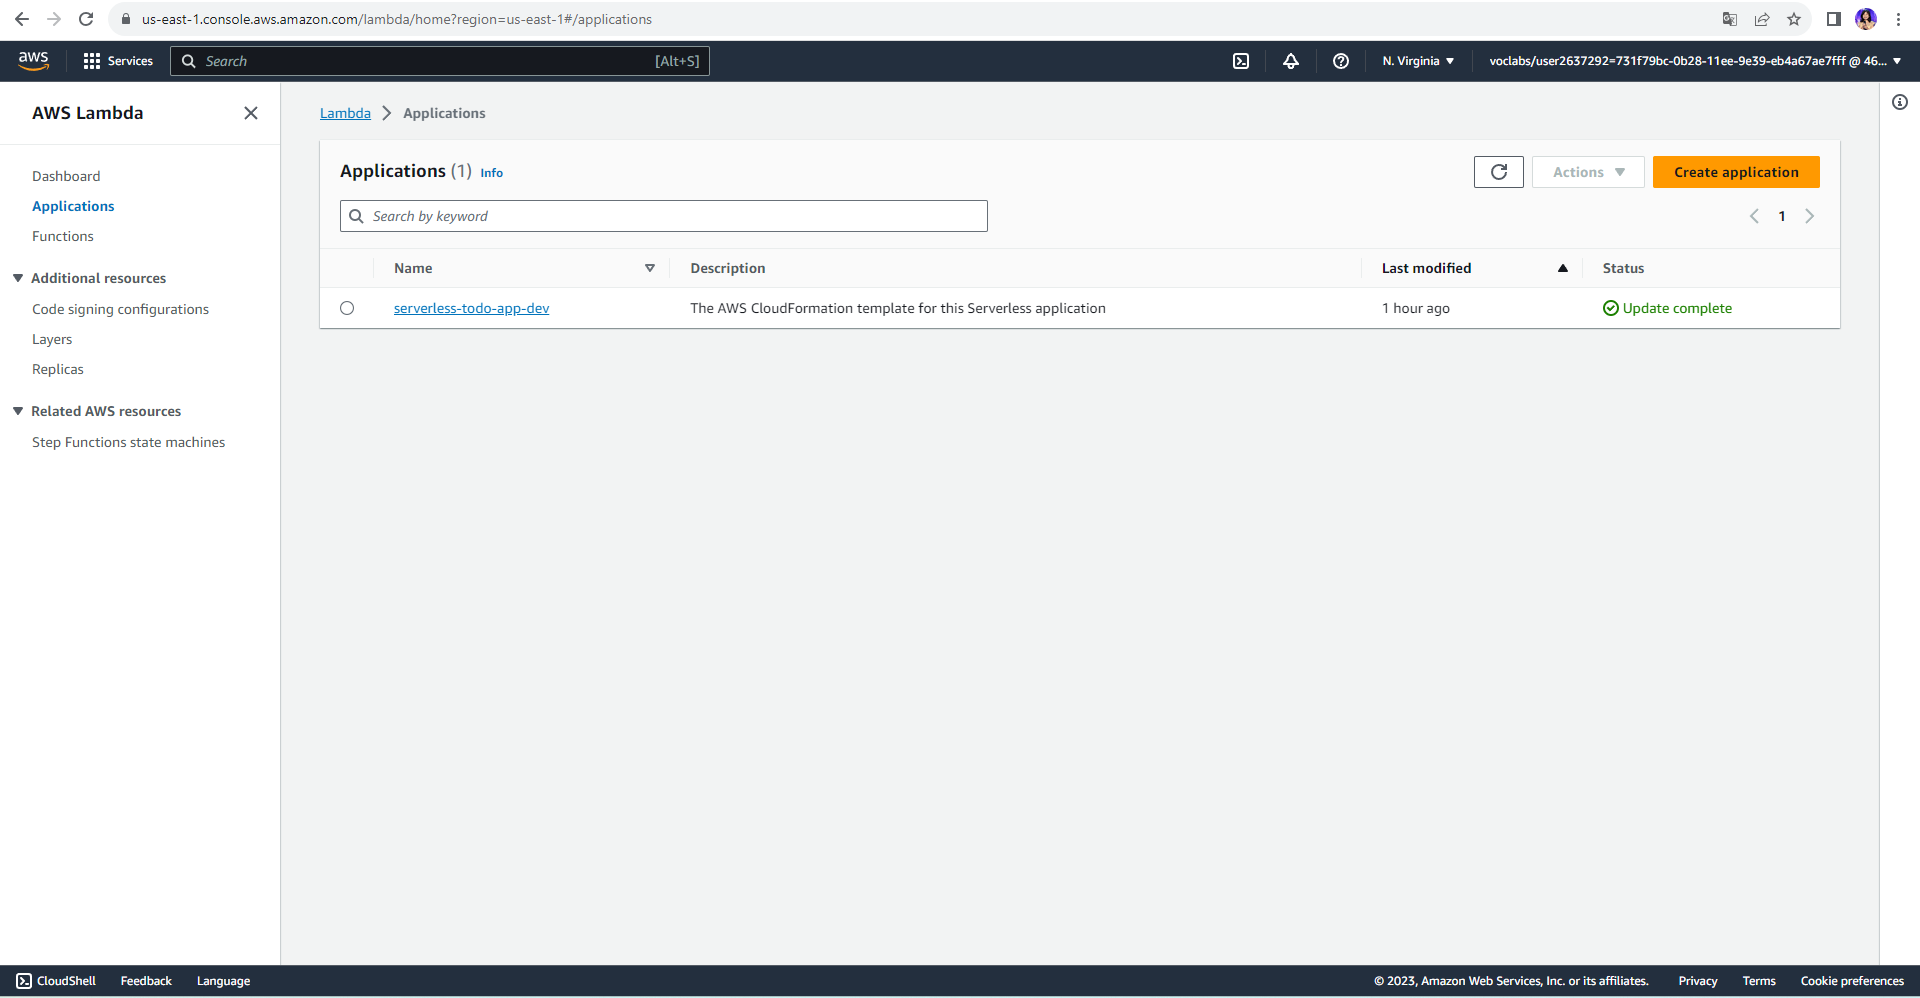 us-east-1.console.aws.amazon.com/lambda/home?region=us-east-1#/applications
aws Services Search [Alt+S] N. Virginia voclabs/user2637292=731f79bc-0b28-11ee-9e39-eb4a67ae7fff @ 46...
AWS Lambda
Dashboard
Applications
Functions
Additional resources
Code signing configurations
Layers
Replicas
Related AWS resources
Step Functions state machines
Lambda Applications
Applications (1) Info Actions Create application
Search by keyword 1
Name Description Last modified Status
serverless-todo-app-dev The AWS CloudFormation template for this Serverless application 1 hour ago Update complete
CloudShell Feedback Language © 2023, Amazon Web Services, Inc. or its affiliates. Privacy Terms Cookie preferences